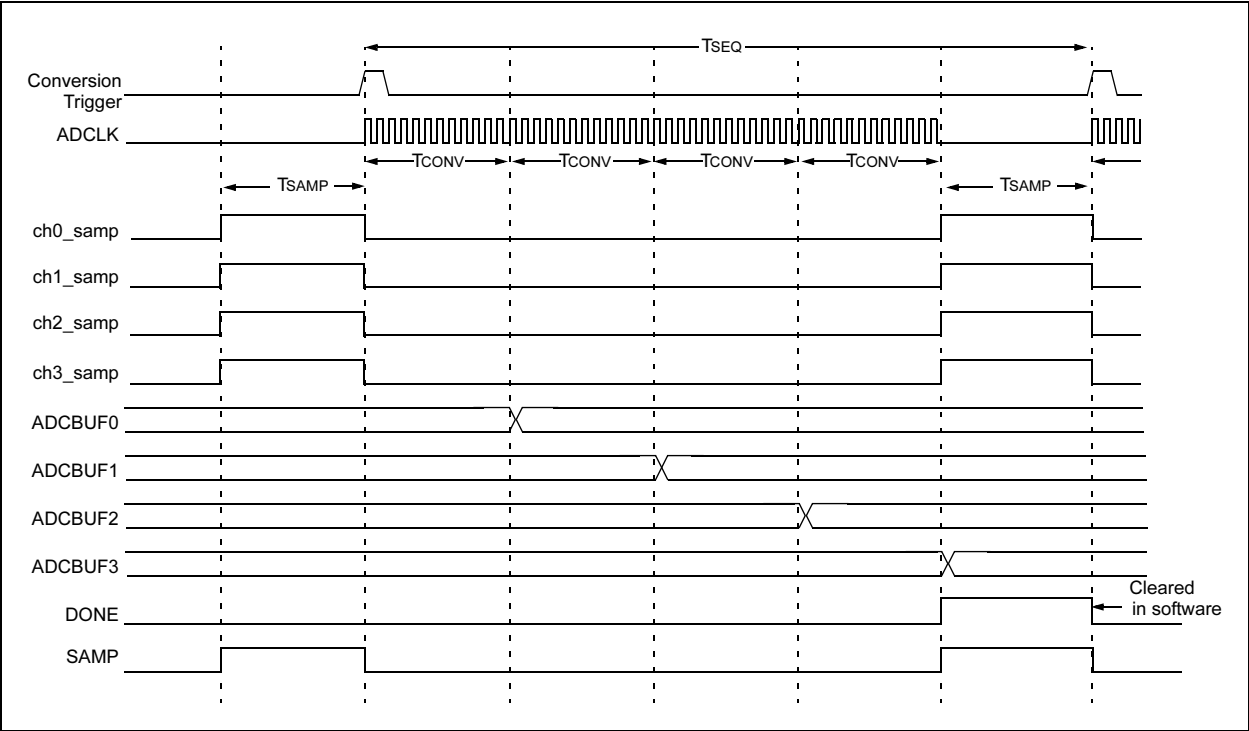 TSEQ
Conversion
Trigger
ADCLK
TCONV TCONV TCONV TCONV
TSAMP TSAMP
ch0_samp
ch1_samp
ch2_samp
ch3_samp
ADCBUF0
ADCBUF1
ADCBUF2
ADCBUF3
Cleared
in software
DONE
SAMP